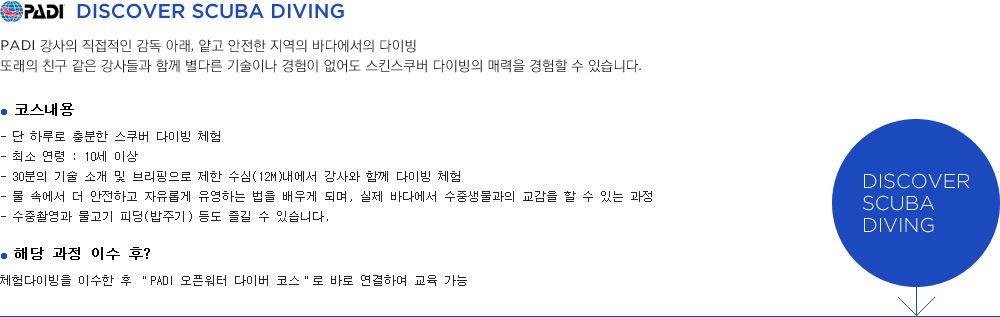 PADI DISCOVER SCUBA DIVING
PADI 강사의 직접적인 감독 아래, 얕고 안전한 지역의 바다에서의 다이빙
또래의 친구 같은 강사들과 함께 별다른 기술이나 경험이 없어도 스킨스쿠버 다이빙의 매력을 경험할 수 있습니다.
● 코스내용
- 단 하루로 충분한 스쿠버 다이빙 체험
- 최소 연령 : 10세 이상
- 30분의 기술 소개 및 브리핑으로 제한 수심(12M)내에서 강사와 함께 다이빙 체험
- 물 속에서 더 안전하고 자유롭게 유영하는 법을 배우게 되며, 실제 바다에서 수중생물과의 교감을 할 수 있는 과정
- 수중촬영과 물고기 피딩(밥주기) 등도 즐길 수 있습니다.
● 해당 과정 이수 후?
체험다이빙을 이수한 후 "PADI 오픈워터 다이버 코스"로 바로 연결하여 교육 가능
DISCOVER
SCUBA
DIVING